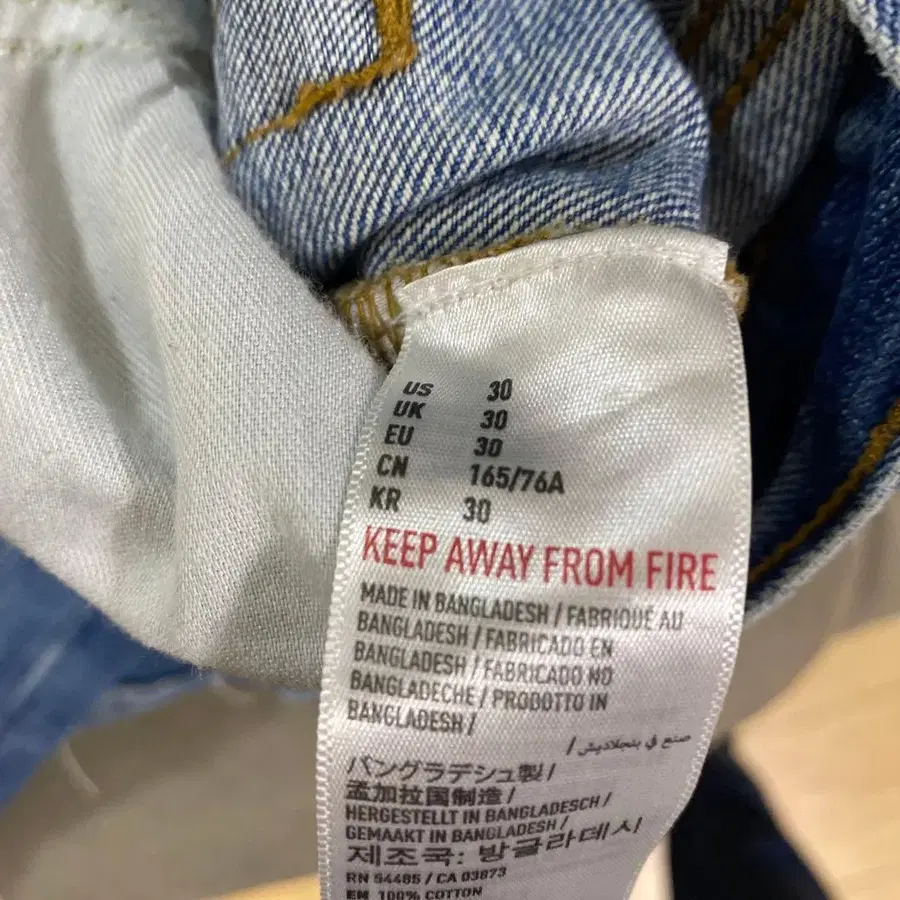 US 30
UK 30
EU 30
CN 165/76A
KR 30
KEEP AWAY FROM FIRE
MADE IN BANGLADESH / FABRIQUÉ AU
BANGLADESH / FABRICADO EN
BANGLADESH / FABRICADO NO
BANGLADECHE / PRODOTTO IN
BANGLADESH /
صنع في بنجلاديش /
バングラデシュ製 /
孟加拉国制造 /
HERGESTELLT IN BANGLADESCH /
GEMAAKT IN BANGLADESH /
제조국: 방글라데시
RN 54485 / CA 03873
EN 100% COTTON